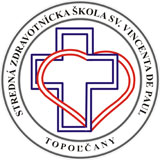 STREDNÁ ZDRAVOTNÍCKA ŠKOLA SV. VINCENTA DE PAUL
TOPOĽČANY